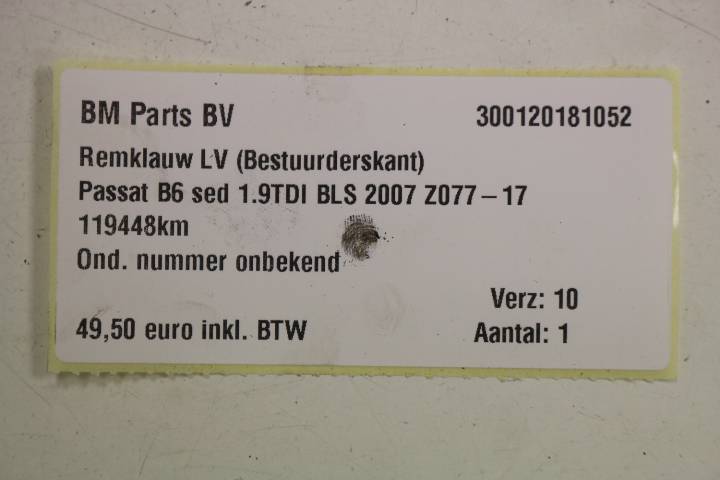 BM Parts BV 300120181052
Remklauw LV (Bestuurderskant)
Passat B6 sed 1.9TDI BLS 2007 Z077-17
119448km
Ond. nummer onbekend
Verz: 10
49,50 euro inkl. BTW Aantal: 1